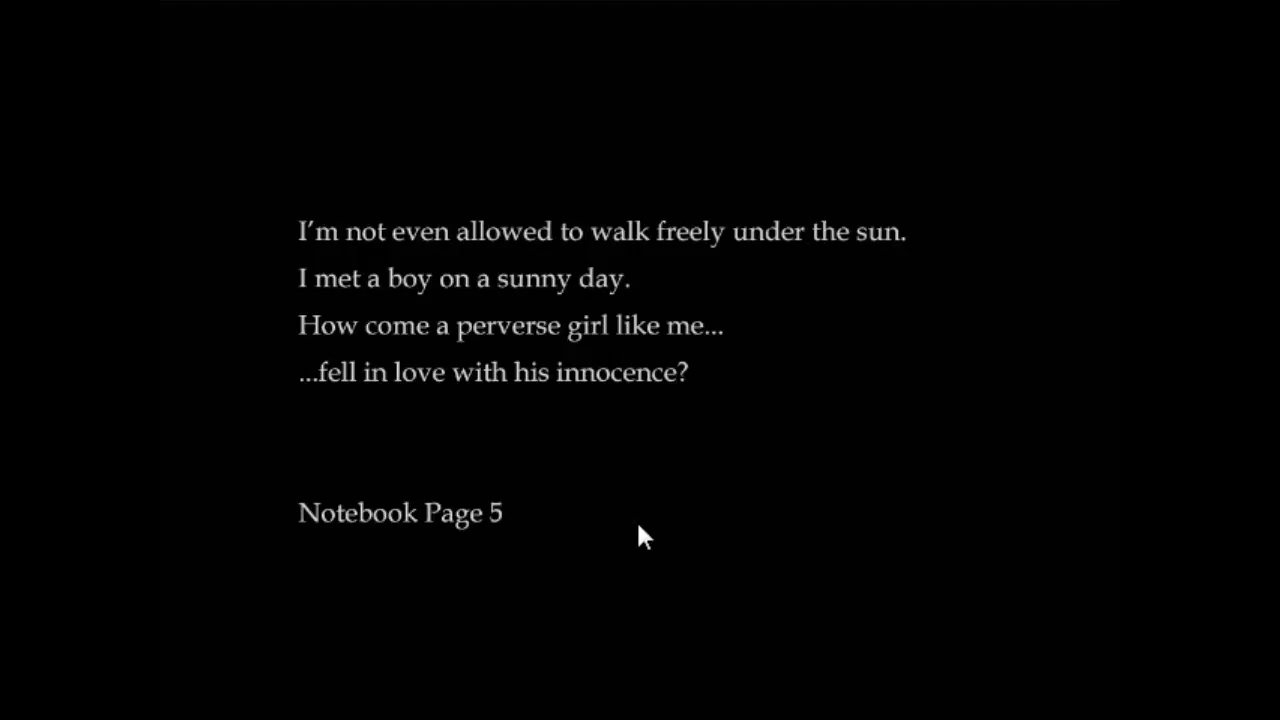 I’m not even allowed to walk freely under the sun.
I met a boy on a sunny day.
How come a perverse girl like me...
...fell in love with his innocence?
Notebook Page 5